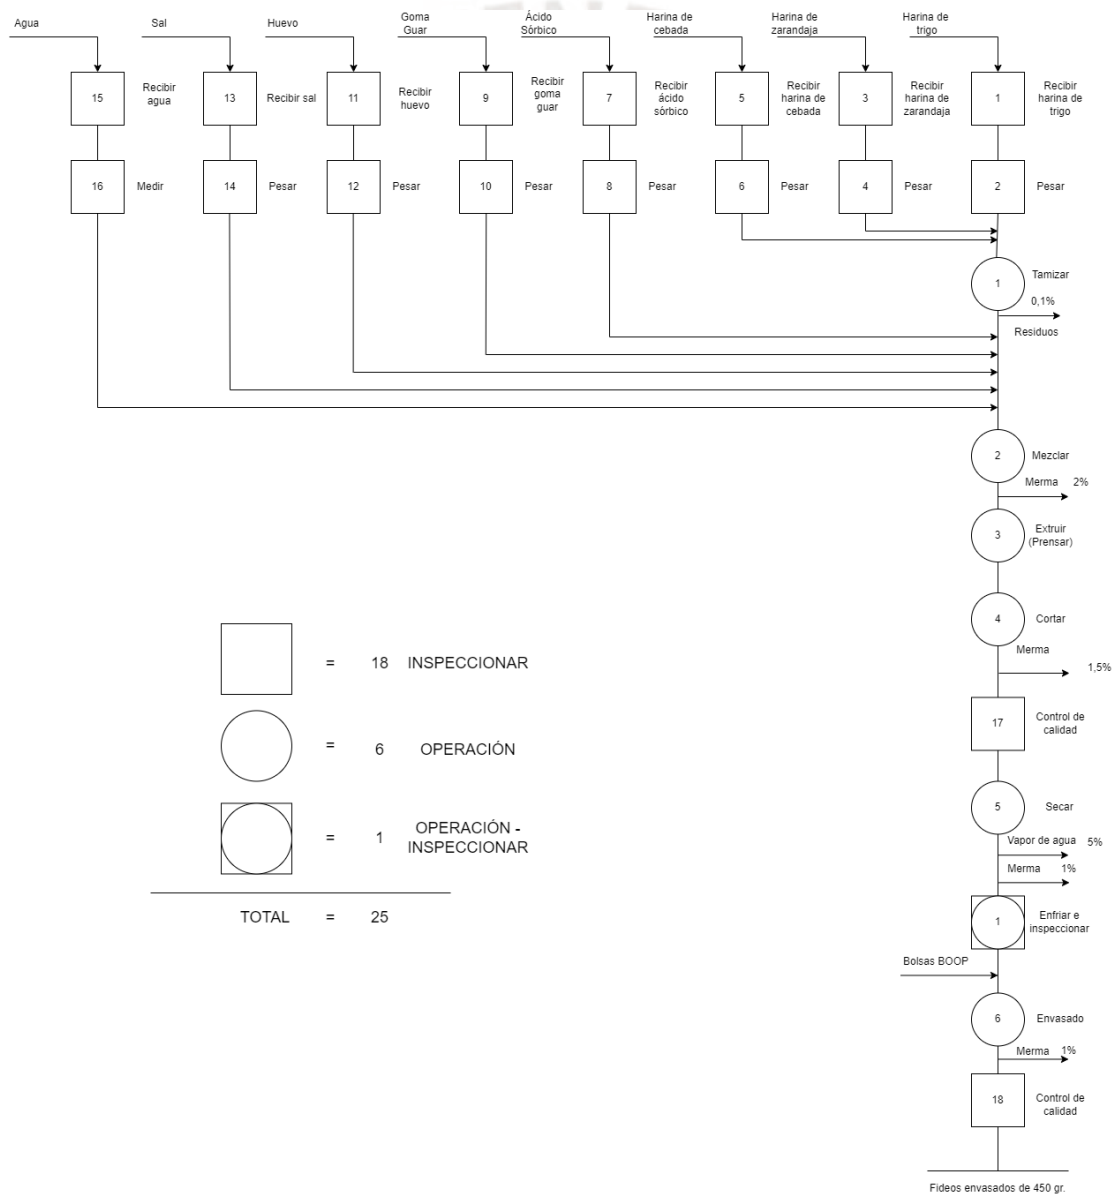 Agua
Sal
Huevo
Goma
Guar
Ácido
Sórbico
Harina de
cebada
Harina de
zarandaja
Harina de
trigo
15
Recibir
agua
13
Recibir sal
11
Recibir
huevo
9
Recibir
goma
guar
7
Recibir
ácido
sórbico
5
Recibir
harina de
cebada
3
Recibir
harina de
zarandaja
1
Recibir
harina de
trigo
16
Medir
14
Pesar
12
Pesar
10
Pesar
8
Pesar
6
Pesar
4
Pesar
2
Pesar
1
Tamizar
0,1%
Residuos
2
Mezclar
Merma 2%
3
Extruir
(Prensar)
4
Cortar
Merma
1,5%
17
Control de
calidad
5
Secar
Vapor de agua 5%
Merma 1%
1
Enfriar e
inspeccionar
Bolsas BOOP
6
Envasado
Merma 1%
18
Control de
calidad
Fideos envasados de 450 gr.
= 18 INSPECCIONAR
= 6 OPERACIÓN
= 1 OPERACIÓN -
INSPECCIONAR
TOTAL = 25